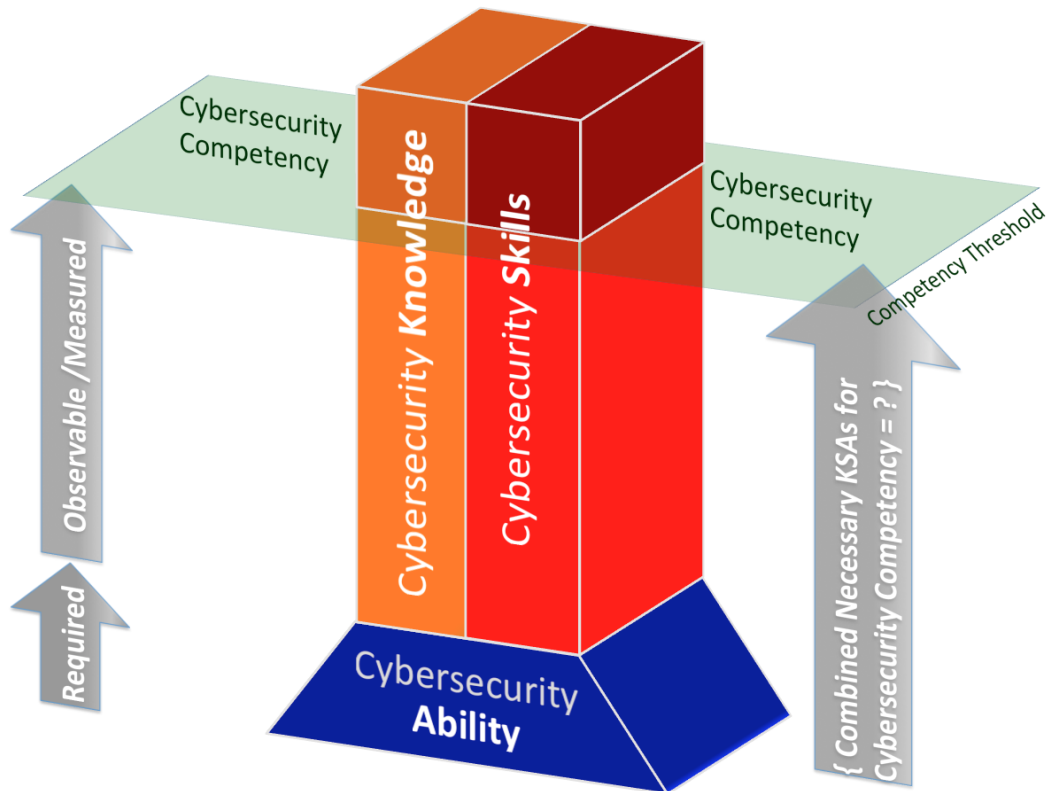 Cybersecurity
Competency
Cybersecurity Knowledge
Cybersecurity Skills
Cybersecurity
Competency
Competency Threshold
Observable /Measured
Required
{ Combined Necessary KSAs for
Cybersecurity Competency = ? }
Cybersecurity
Ability